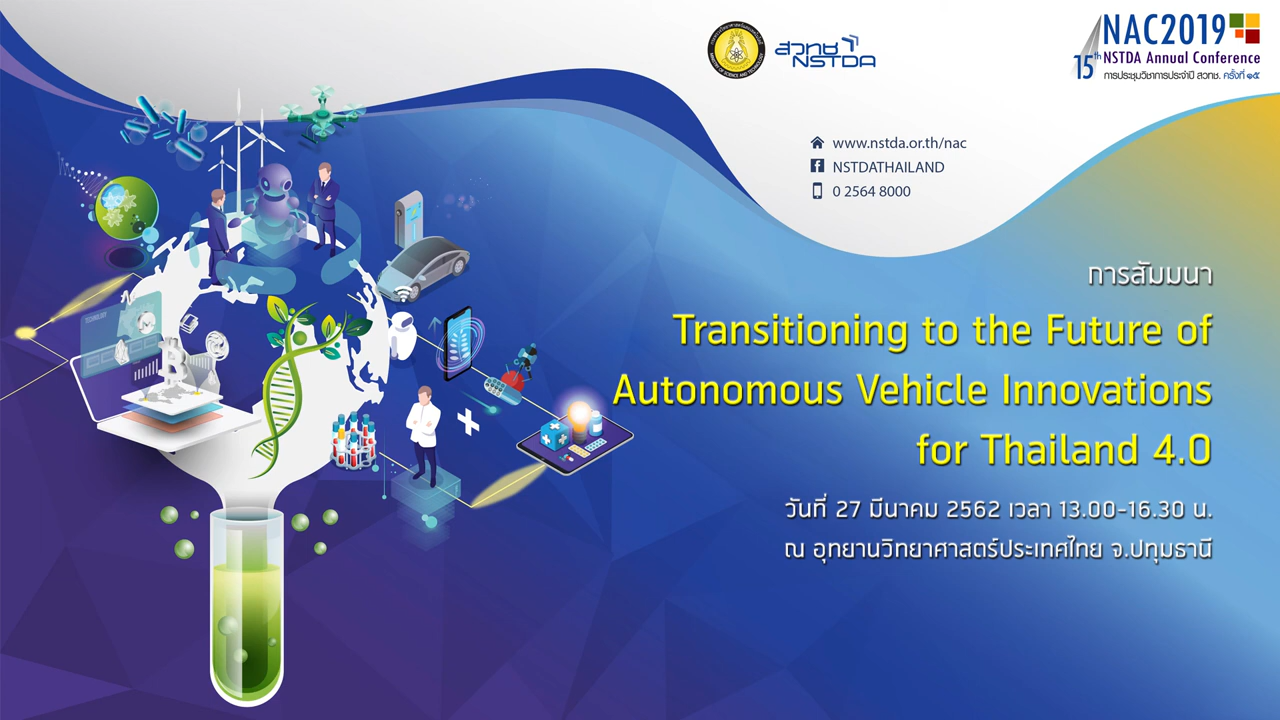 สวทช
NSTDA
NAC2019
15th NSTDA Annual Conference
การประชุมวิชาการประจำปี สวทช. ครั้งที่ ๑๕
www.nstda.or.th/nac
NSTDATHAILAND
0 2564 8000
การสัมมนา
Transitioning to the Future of
Autonomous Vehicle Innovations
for Thailand 4.0
วันที่ 27 มีนาคม 2562 เวลา 13.00-16.30 น.
ณ อุทยานวิทยาศาสตร์ประเทศไทย จ.ปทุมธานี
TECHNOLOGY